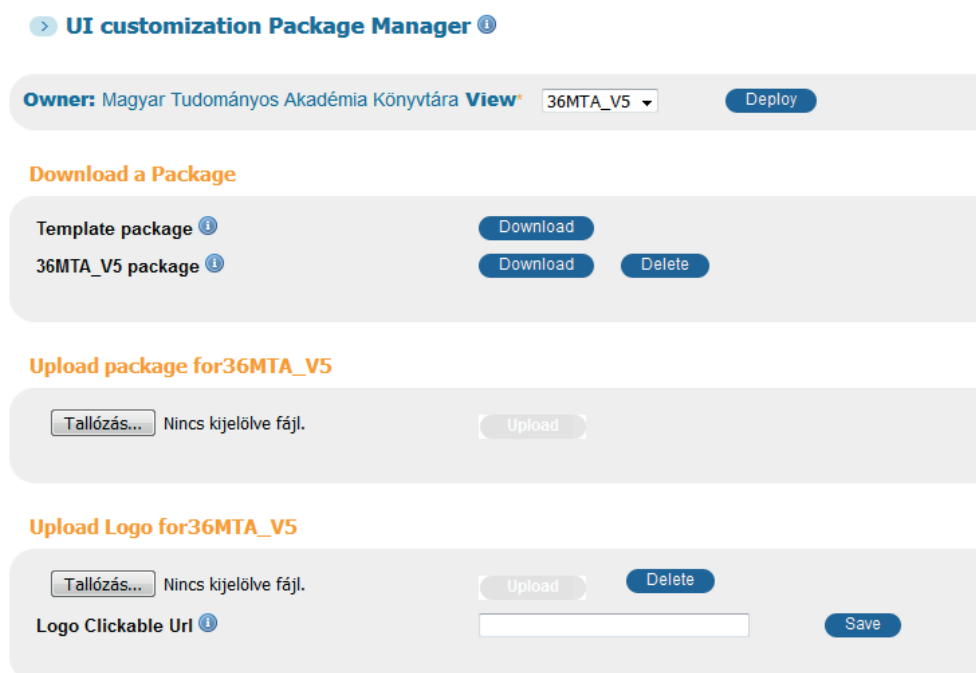 UI customization Package Manager
Owner: Magyar Tudományos Akadémia Könyvtára View* 36MTA_V5 Deploy
Download a Package
Template package Download
36MTA_V5 package Download Delete
Upload package for36MTA_V5
Tallózás... Nincs kijelölve fájl. Upload
Upload Logo for36MTA_V5
Tallózás... Nincs kijelölve fájl. Upload Delete
Logo Clickable Url Save